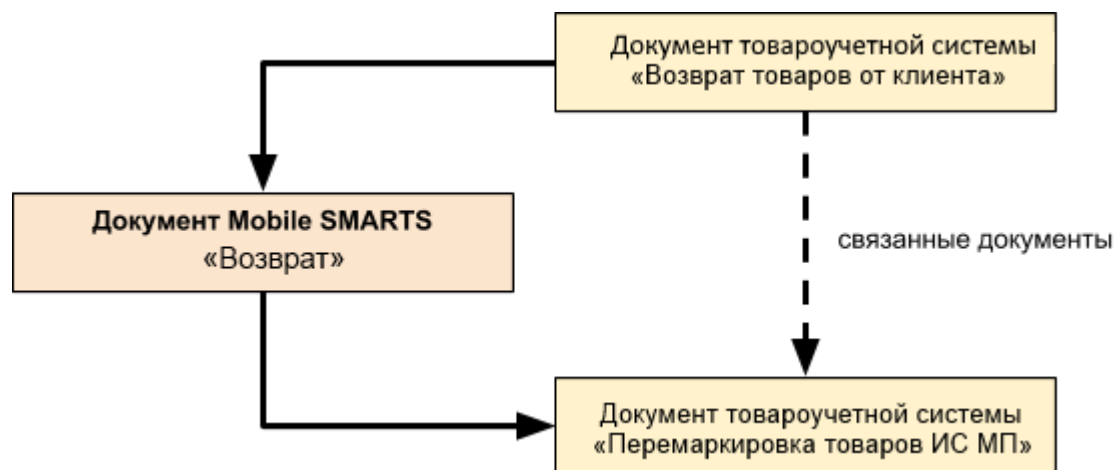 Документ товароучетной системы
«Возврат товаров от клиента»
Документ Mobile SMARTS
«Возврат»
связанные документы
Документ товароучетной системы
«Перемаркировка товаров ИС МП»